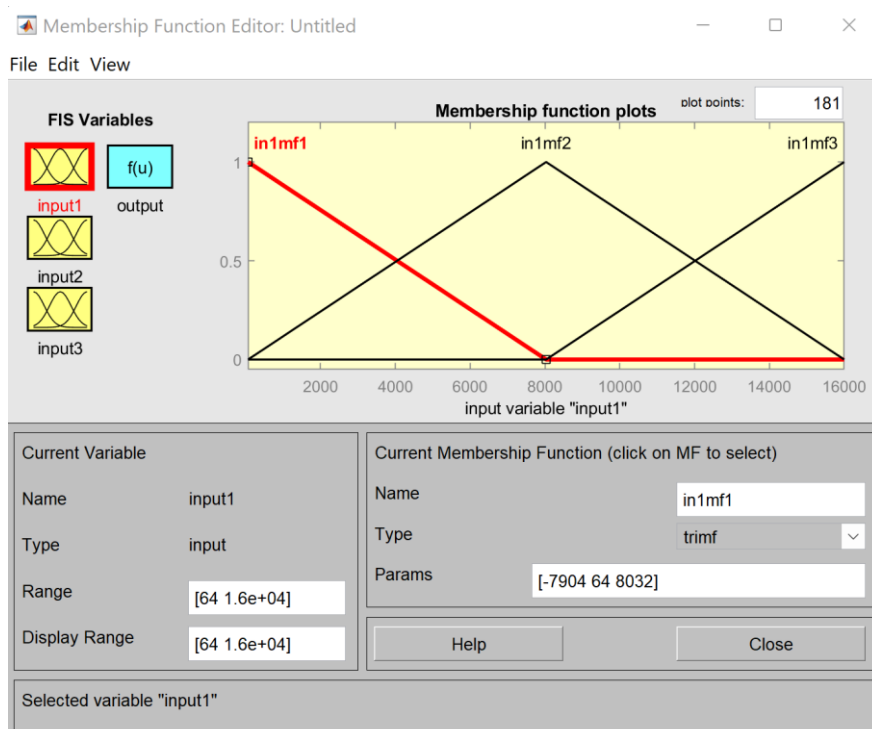 Membership Function Editor: Untitled
File Edit View
FIS Variables
f(u)
input1
output
input2
input3
Membership function plots
plot points:
181
in1mf1
in1mf2
in1mf3
1
0.5
0
2000 4000 6000 8000 10000 12000 14000 16000
input variable "input1"
Current Variable
Name input1
Type input
Range [64 1.6e+04]
Display Range [64 1.6e+04]
Current Membership Function (click on MF to select)
Name in1mf1
Type trimf
Params [-7904 64 8032]
Help Close
Selected variable "input1"